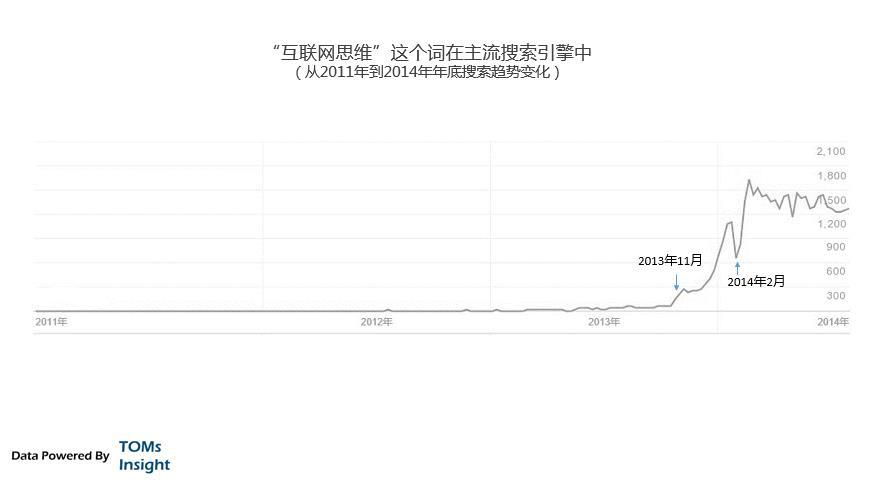 “互联网思维”这个词在主流搜索引擎中
（从2011年到2014年年底搜索趋势变化）
2,100
1,800
1,500
1,200
900
600
300
2013年11月
2014年2月
2011年 2012年 2013年 2014年
Data Powered By TOMs
Insight